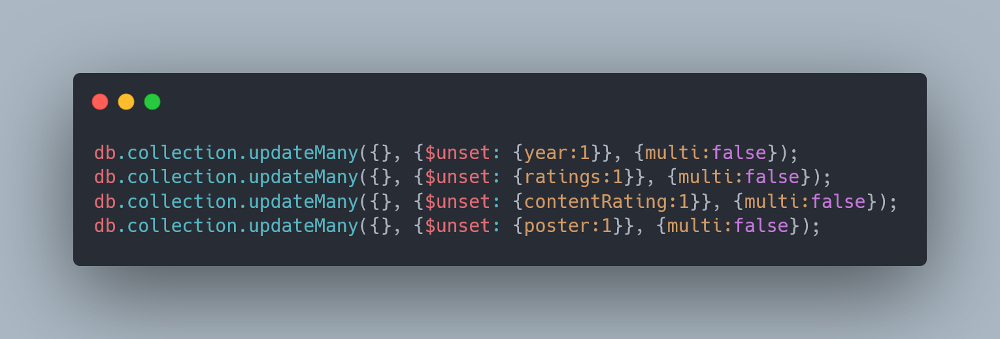 db.collection.updateMany({}, {$unset: {year:1}}, {multi:false});
db.collection.updateMany({}, {$unset: {ratings:1}}, {multi:false});
db.collection.updateMany({}, {$unset: {contentRating:1}}, {multi:false});
db.collection.updateMany({}, {$unset: {poster:1}}, {multi:false});